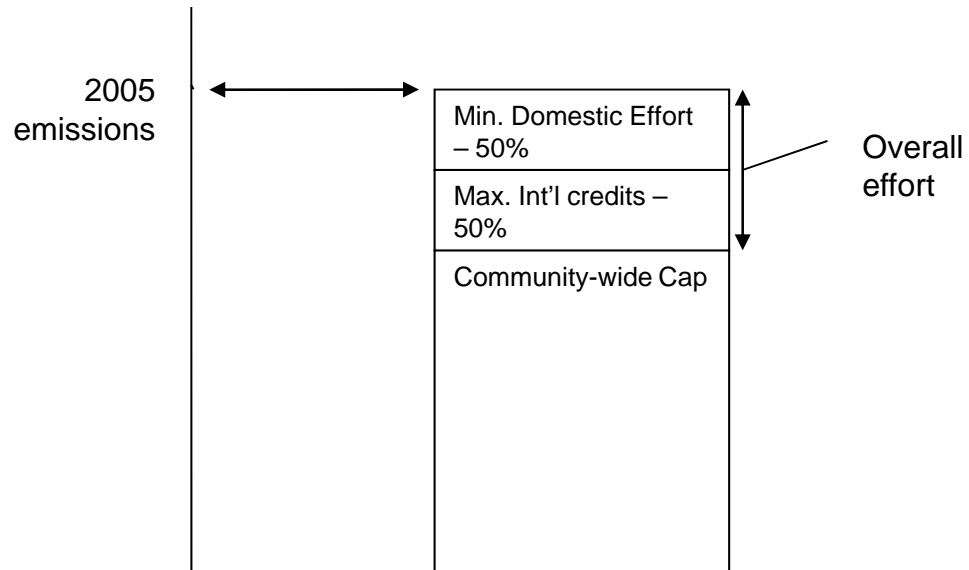 2005
emissions
Min. Domestic Effort
– 50%
Max. Int’l credits –
50%
Community-wide Cap
Overall
effort